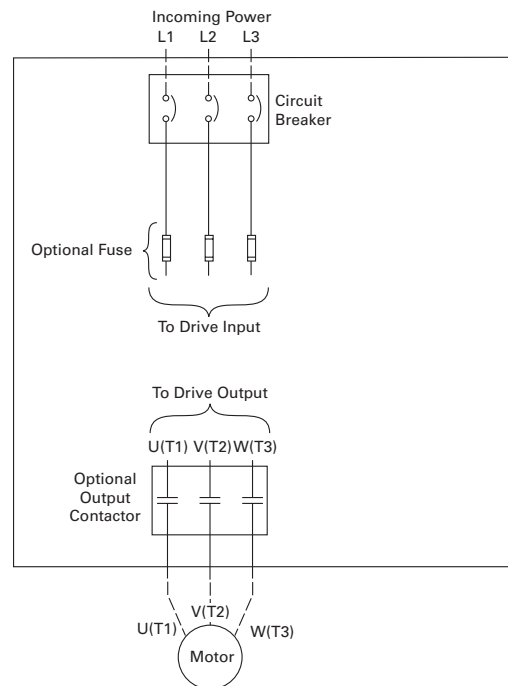 Incoming Power
L1 L2 L3
Circuit
Breaker
Optional Fuse
To Drive Input
To Drive Output
U(T1) V(T2) W(T3)
Optional
Output
Contactor
V(T2)
U(T1) W(T3)
Motor